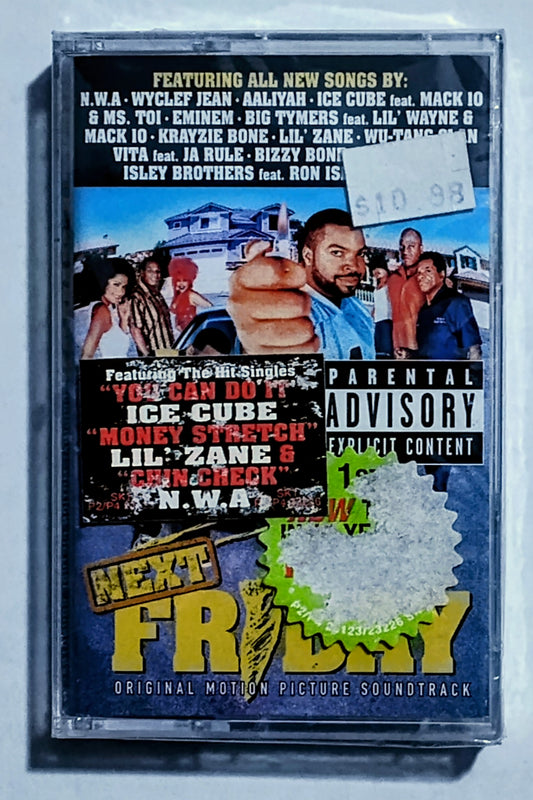 FEATURING ALL NEW SONGS BY:
N.W.A · WYCLEF JEAN · AALIYAH · ICE CUBE feat. MACK 10
& MS. TOI · EMINEM · BIG TYMERS feat. LIL' WAYNE &
MACK 10 · KRAYZIE BONE · LIL' ZANE · WU-TANG CLAN
VITA feat. JA RULE · BIZZY BONE
ISLEY BROTHERS feat. RON
$10.98
Featuring The Hit Singles
"YOU CAN DO IT"
ICE CUBE
"MONEY STRETCH"
LIL' ZANE &
"CHIN CHECK"
N.W.A
PARENTAL
ADVISORY
EXPLICIT CONTENT
NEXT
FRIDAY
ORIGINAL MOTION PICTURE SOUNDTRACK